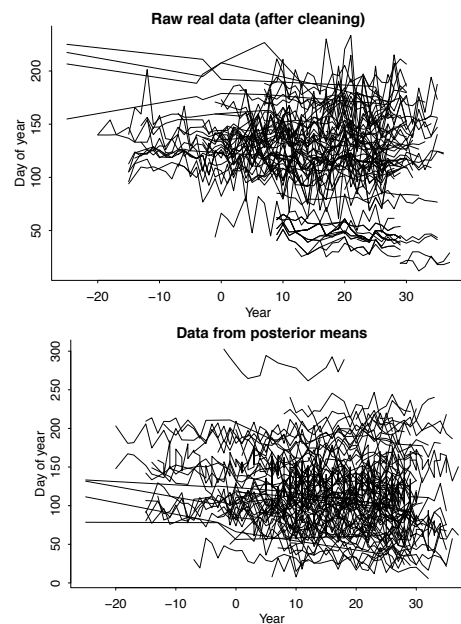 Raw real data (after cleaning)
Day of year
200
150
100
50
−20 −10 0 10 20 30
Year
Data from posterior means
Day of year
300
250
200
150
100
50
0
−20 −10 0 10 20 30
Year